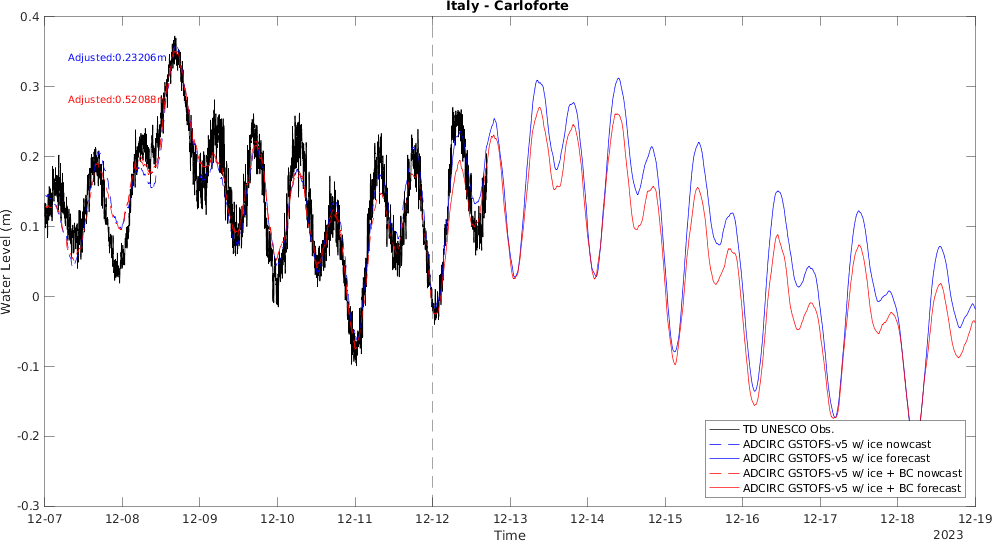 Italy - Carloforte
0.4
0.3
0.2
0.1
0
-0.1
-0.2
-0.3
Water Level (m)
Adjusted:0.23206m
Adjusted:0.52088m
TD UNESCO Obs.
ADCIRC GSTOFS-v5 w/ ice nowcast
ADCIRC GSTOFS-v5 w/ ice forecast
ADCIRC GSTOFS-v5 w/ ice + BC nowcast
ADCIRC GSTOFS-v5 w/ ice + BC forecast
12-07 12-08 12-09 12-10 12-11 12-12 12-13 12-14 12-15 12-16 12-17 12-18 12-19
Time
2023